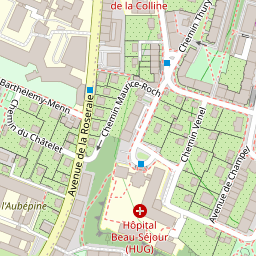 de la Colline
Chemin Thury
Barthélemy-Menn
Chemin Maurice-Roch
Avenue de la Roseraie
Chemin du Châtelet
Chemin Venel
Avenue de Champel
l'Aubépine
Hôpital
Beau-Séjour
(HUG)